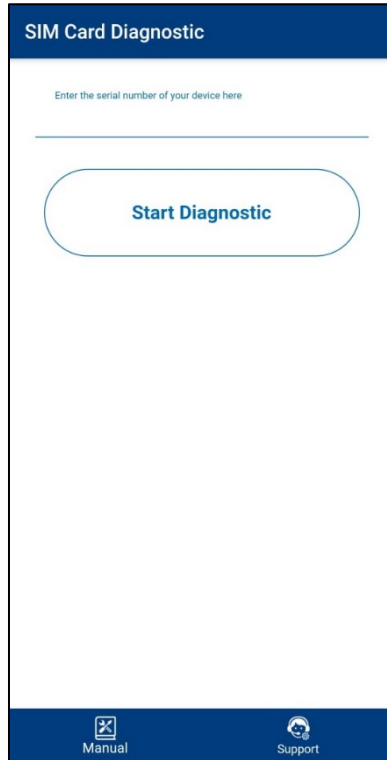 SIM Card Diagnostic
Enter the serial number of your device here
Start Diagnostic
Manual
Support